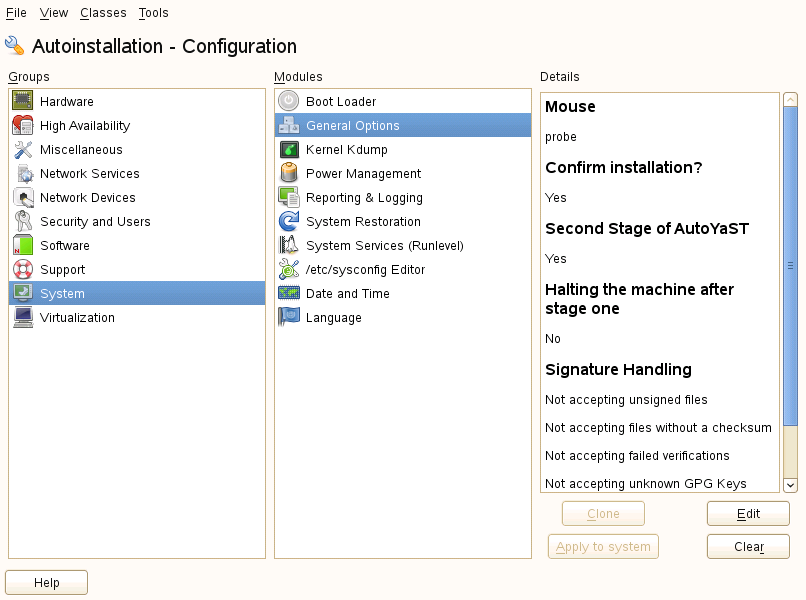 File View Classes Tools
Autoinstallation - Configuration
Groups
Hardware
High Availability
Miscellaneous
Network Services
Network Devices
Security and Users
Software
Support
System
Virtualization
Modules
Boot Loader
General Options
Kernel Kdump
Power Management
Reporting & Logging
System Restoration
System Services (Runlevel)
/etc/sysconfig Editor
Date and Time
Language
Details
Mouse
probe
Confirm installation?
Yes
Second Stage of AutoYaST
Yes
Halting the machine after
stage one
No
Signature Handling
Not accepting unsigned files
Not accepting files without a checksum
Not accepting failed verifications
Not accepting unknown GPG Keys
Clone Edit
Apply to system Clear
Help